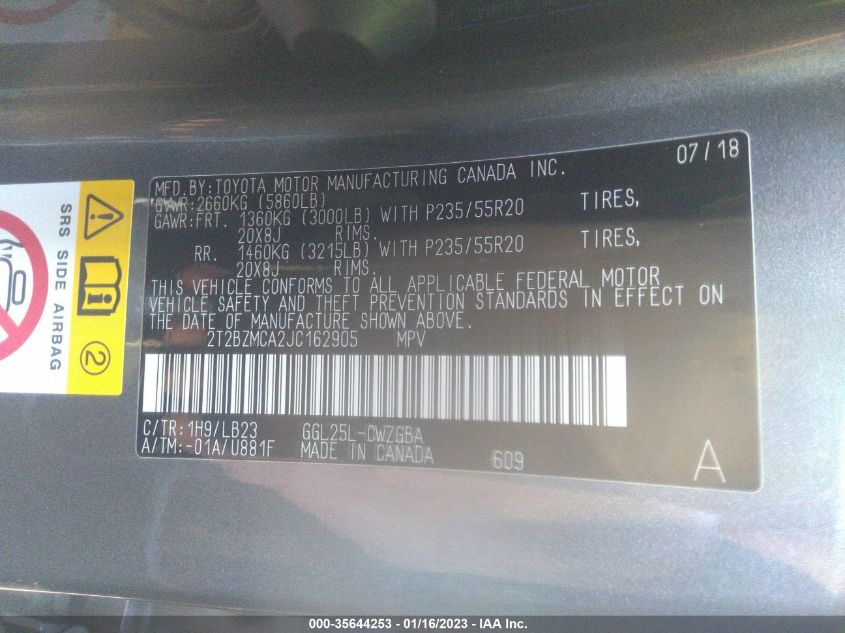 07/18
MFD.BY:TOYOTA MOTOR MANUFACTURING CANADA INC.
GVWR:2660KG (5860LB)
GAWR:FRT. 1360KG (3000LB) WITH P235/55R20 TIRES,
20X8J RIMS.
RR. 1460KG (3215LB) WITH P235/55R20 TIRES,
20X8J RIMS.
THIS VEHICLE CONFORMS TO ALL APPLICABLE FEDERAL MOTOR
VEHICLE SAFETY AND THEFT PREVENTION STANDARDS IN EFFECT ON
THE DATE OF MANUFACTURE SHOWN ABOVE.
2T2BZMCA2JC162905 MPV
C/TR:1H9/LB23 GGL25L-CWZGBA
A/TM:-01A/U881F MADE IN CANADA 609
A
SRS SIDE AIRBAG
2
000-35644253 - 01/16/2023 - IAA Inc.